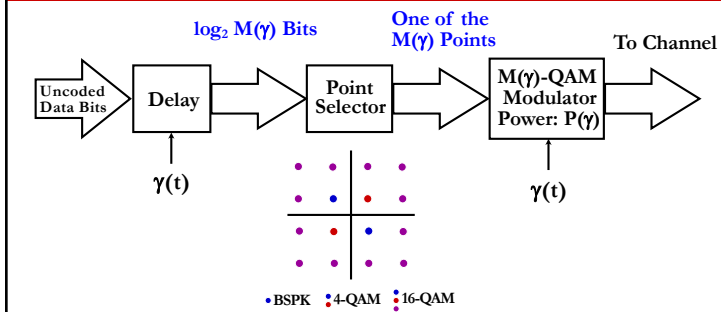 log₂ M(γ) Bits
One of the
M(γ) Points
To Channel
Uncoded
Data Bits
Delay
Point
Selector
M(γ)-QAM
Modulator
Power: P(γ)
γ(t)
γ(t)
BSPK
4-QAM
16-QAM